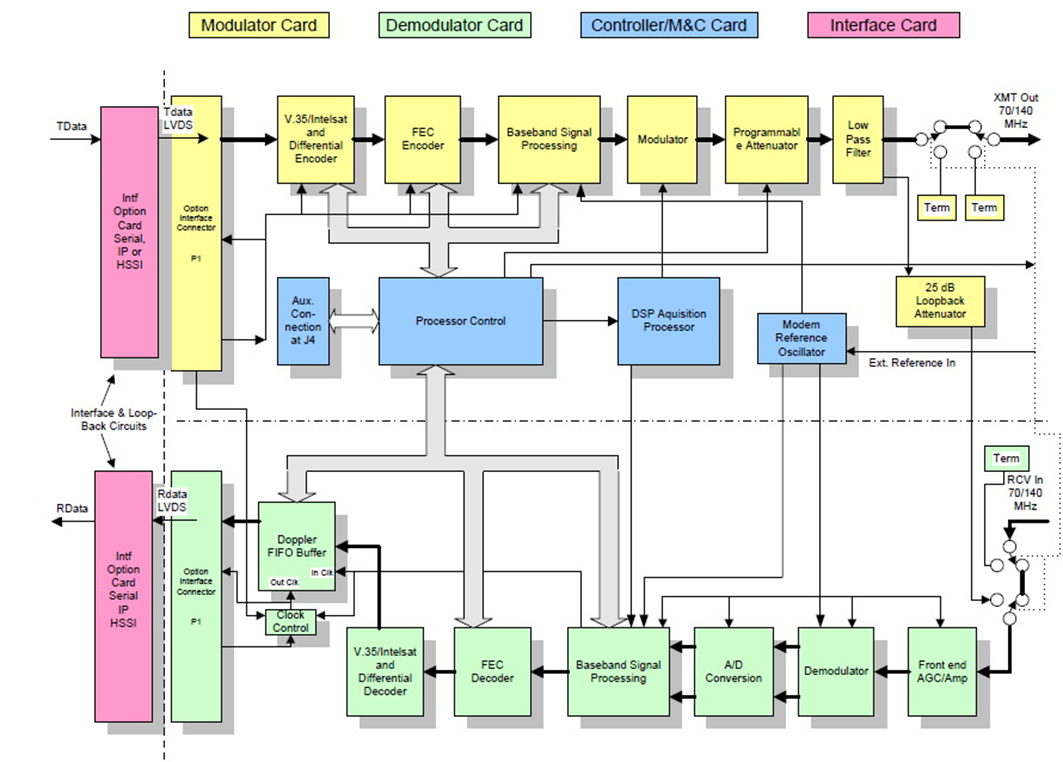 Modulator Card
Demodulator Card
Controller/M&C Card
Interface Card
TData
Tdata
LVDS
Intf
Option
Card
Serial,
IP or
HSSI
Option
Interface
Connector
P1
V.35/Intelsat
and
Differential
Encoder
FEC
Encoder
Baseband Signal
Processing
Modulator
Programmabl
e Attenuator
Low
Pass
Filter
XMT Out
70/140
MHz
Term
Term
Aux.
Con-
nection
at J4
Processor Control
DSP Aquisition
Processor
Modem
Reference
Oscillator
25 dB
Loopback
Attenuator
Ext. Reference In
Interface & Loop-
Back Circuits
RData
Rdata
LVDS
Intf
Option
Card
Serial
IP
HSSI
Option
Interface
Connector
P1
Doppler
FIFO Buffer
In Clk
Out Clk
Clock
Control
V.35/Intelsat
and
Differential
Decoder
FEC
Decoder
Baseband Signal
Processing
A/D
Conversion
Demodulator
Front end
AGC/Amp
Term
RCV In
70/140
MHz